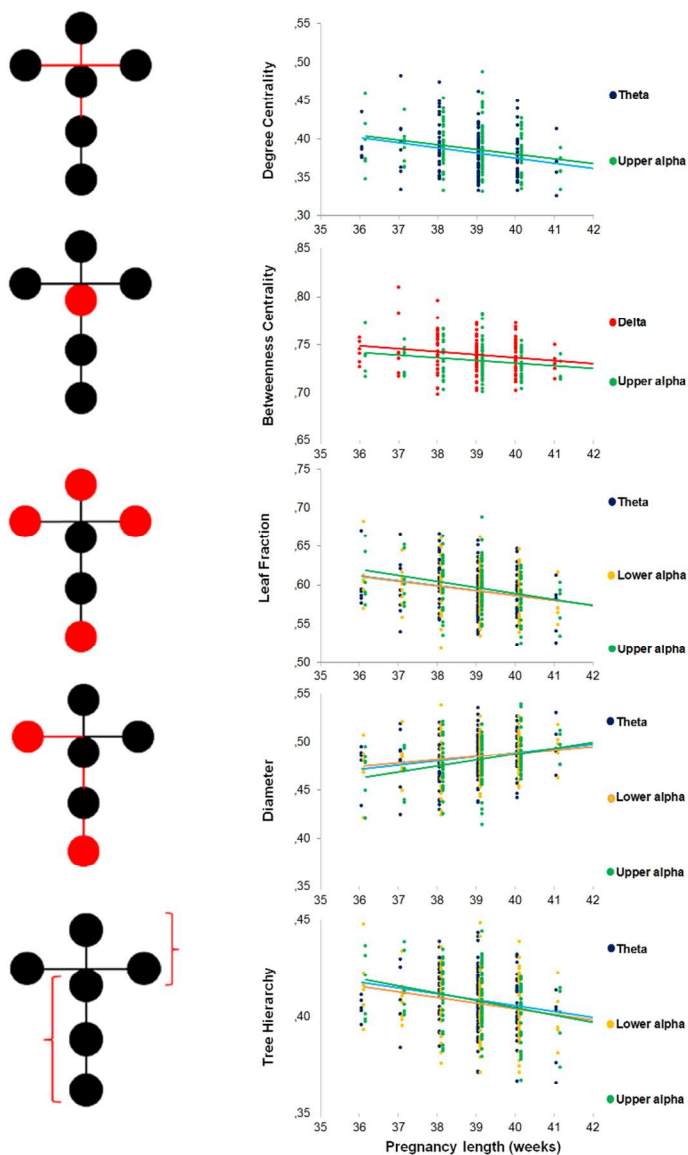 ,55
,50
,45
,40
,35
,30
Degree Centrality
Theta
Upper alpha
35 36 37 38 39 40 41 42
,85
,80
,75
,70
,65
Betweenness Centrality
Delta
Upper alpha
35 36 37 38 39 40 41 42
,75
,70
,65
,60
,55
,50
Leaf Fraction
Theta
Lower alpha
Upper alpha
35 36 37 38 39 40 41 42
,55
,50
,45
,40
,35
Diameter
Theta
Lower alpha
Upper alpha
35 36 37 38 39 40 41 42
,45
,40
,35
Tree Hierarchy
Theta
Lower alpha
Upper alpha
35 36 37 38 39 40 41 42
Pregnancy length (weeks)